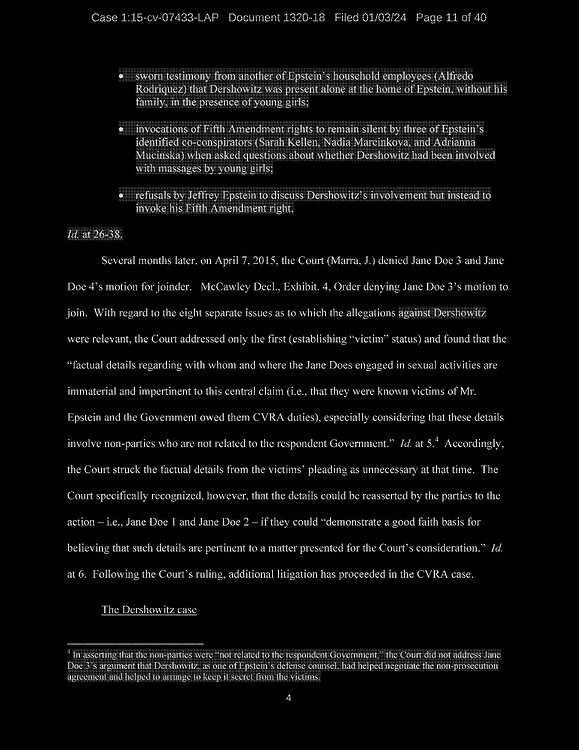 Case 1:15-cv-07433-LAP Document 1320-18 Filed 01/03/24 Page 11 of 40
• sworn testimony from another of Epstein's household employees (Alfredo
Rodriquez) that Dershowitz was present alone at the home of Epstein, without his
family, in the presence of young girls;
• invocations of Fifth Amendment rights to remain silent by three of Epstein's
identified co-conspirators (Sarah Kellen, Nadia Marcinkova, and Adrianna
Mucinska) when asked questions about whether Dershowitz had been involved
with massages by young girls;
• refusals by Jeffrey Epstein to discuss Dershowitz's involvement but instead to
invoke his Fifth Amendment right.
Id. at 26-38.
Several months later, on April 7, 2015, the Court (Marra, J.) denied Jane Doe 3 and Jane
Doe 4's motion for joinder. McCawley Decl., Exhibit. 4, Order denying Jane Doe 3's motion to
join. With regard to the eight separate issues as to which the allegations against Dershowitz
were relevant, the Court addressed only the first (establishing "victim" status) and found that the
"factual details regarding with whom and where the Jane Does engaged in sexual activities are
immaterial and impertinent to this central claim (i.e., that they were known victims of Mr.
Epstein and the Government owed them CVRA duties), especially considering that these details
involve non-parties who are not related to the respondent Government." Id. at 5.4 Accordingly,
the Court struck the factual details from the victims' pleading as unnecessary at that time. The
Court specifically recognized, however, that the details could be reasserted by the parties to the
action – i.e., Jane Doe 1 and Jane Doe 2 – if they could "demonstrate a good faith basis for
believing that such details are pertinent to a matter presented for the Court's consideration." Id.
at 6. Following the Court's ruling, additional litigation has proceeded in the CVRA case.
The Dershowitz case
4 In asserting that the non-parties were "not related to the respondent Government," the Court did not address Jane
Doe 3's argument that Dershowitz, as one of Epstein's defense counsel, had helped negotiate the non-prosecution
agreement and helped to arrange to keep it secret from the victims.
4